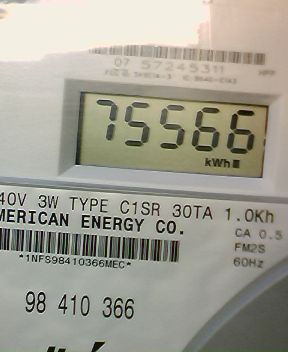 07 57245311
75566
kWh
40V 3W TYPE C1SR 30TA 1.0Kh
MERICAN ENERGY CO.
CA 0.5
FM2S
*1NFS98410366MEC*
60Hz
98 410 366